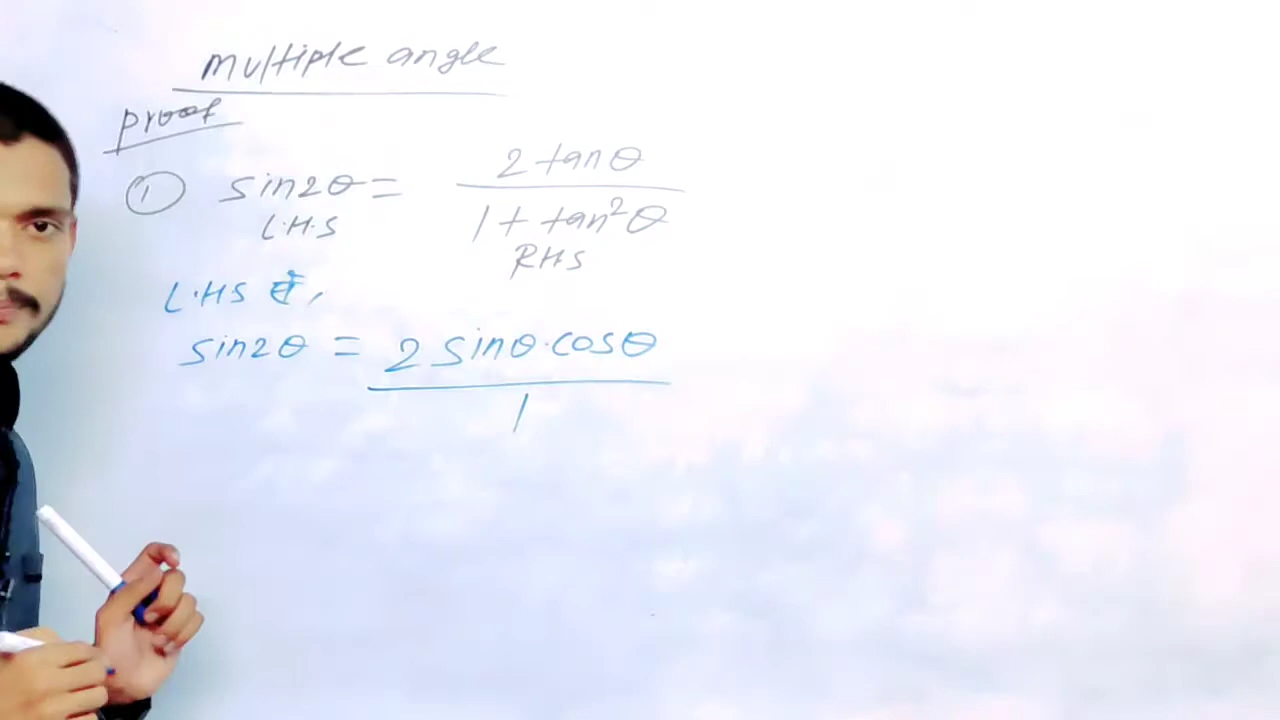 multiple angle
proof
① sin2θ = 2 tanθ / 1 + tan²θ
L.H.S RHS
L.H.S से,
sin2θ = 2 sinθ·cosθ / 1